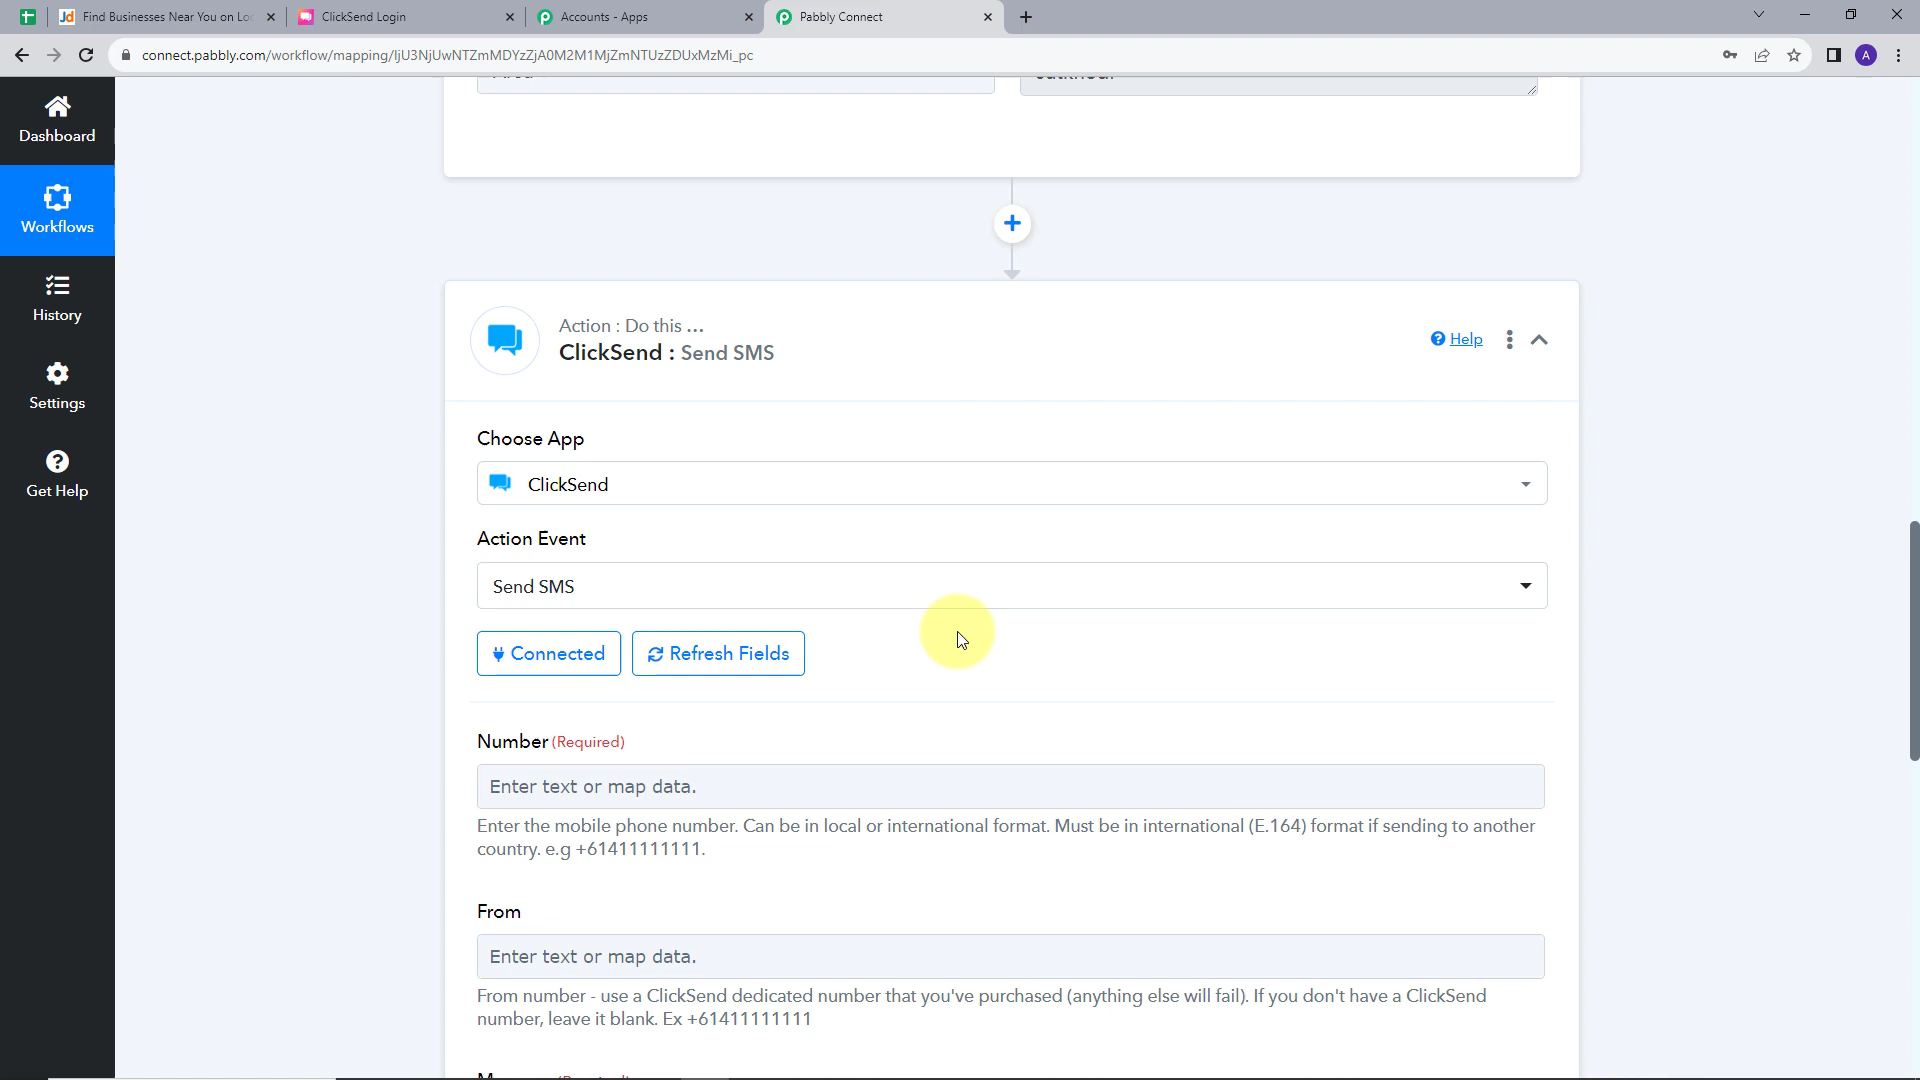 Find Businesses Near You on Lo
ClickSend Login
Accounts - Apps
Pabbly Connect
connect.pabbly.com/workflow/mapping/IjU3NjUwNTZmMDYzZjA0M2M1MjZmNTUzZDUxMzMi_pc
A
Dashboard
Workflows
History
Settings
Get Help
Action : Do this ...
ClickSend : Send SMS
Help
Choose App
ClickSend
Action Event
Send SMS
Connected
Refresh Fields
Number (Required)
Enter text or map data.
Enter the mobile phone number. Can be in local or international format. Must be in international (E.164) format if sending to another
country. e.g +61411111111.
From
Enter text or map data.
From number - use a ClickSend dedicated number that you've purchased (anything else will fail). If you don't have a ClickSend
number, leave it blank. Ex +61411111111